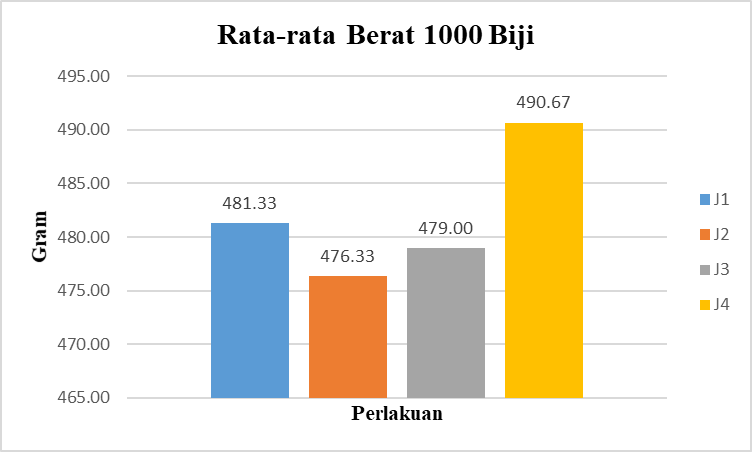 Rata-rata Berat 1000 Biji
495.00
490.00
485.00
480.00
475.00
470.00
465.00
Gram
481.33
476.33
479.00
490.67
Perlakuan
J1
J2
J3
J4